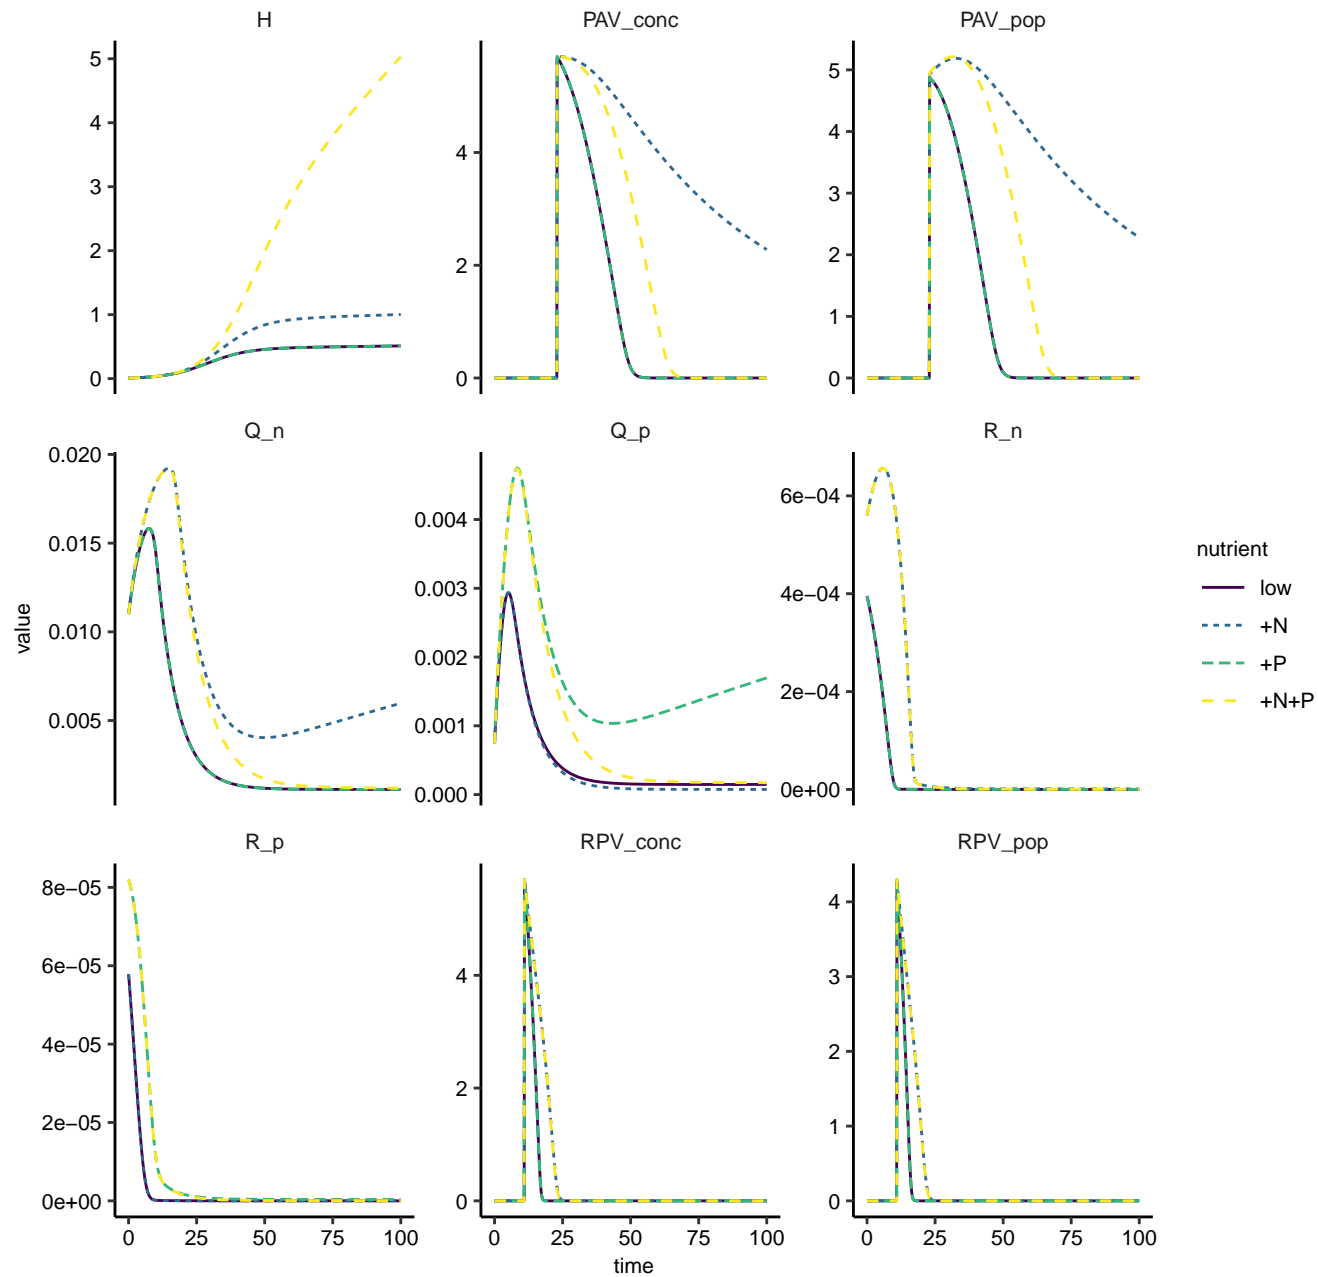 H
PAV_conc
PAV_pop
5
4
3
2
1
0
4
2
0
5
4
3
2
1
0
Q_n
Q_p
R_n
0.020
0.015
0.010
0.005
0.004
0.003
0.002
0.001
0.000
6e−04
4e−04
2e−04
0e+00
value
nutrient
low
+N
+P
+N+P
R_p
RPV_conc
RPV_pop
8e−05
6e−05
4e−05
2e−05
0e+00
4
2
0
4
3
2
1
0
0 25 50 75 100
0 25 50 75 100
0 25 50 75 100
time